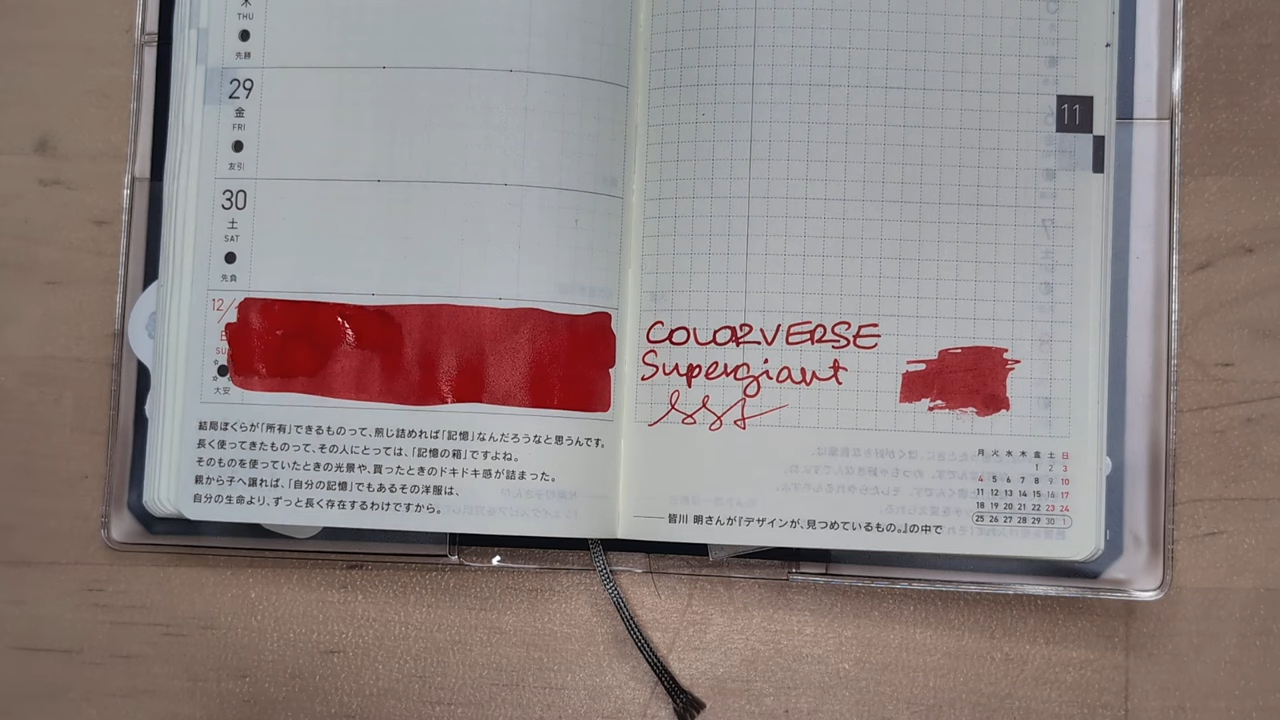 THU
先勝
29
金
FRI
友引
30
土
SAT
先負
12/
大安
結局ぼくらが「所有」できるものって、煎じ詰めれば「記憶」なんだろうなと思うんです。
長く使ってきたものって、その人にとっては、「記憶の箱」ですよね。
そのものを使っていたときの光景や、買ったときのドキドキ感が詰まった。
親から子へ譲れば、「自分の記憶」でもあるその洋服は、
自分の生命より、ずっと長く存在するわけですから。
11
COLORVERSE
Supergiant
月 火 水 木 金 土 日
1 2 3
4 5 6 7 8 9 10
11 12 13 14 15 16 17
18 19 20 21 22 23 24
25 26 27 28 29 30 1
皆川 明さんが『デザインが、見つめているもの。』の中で